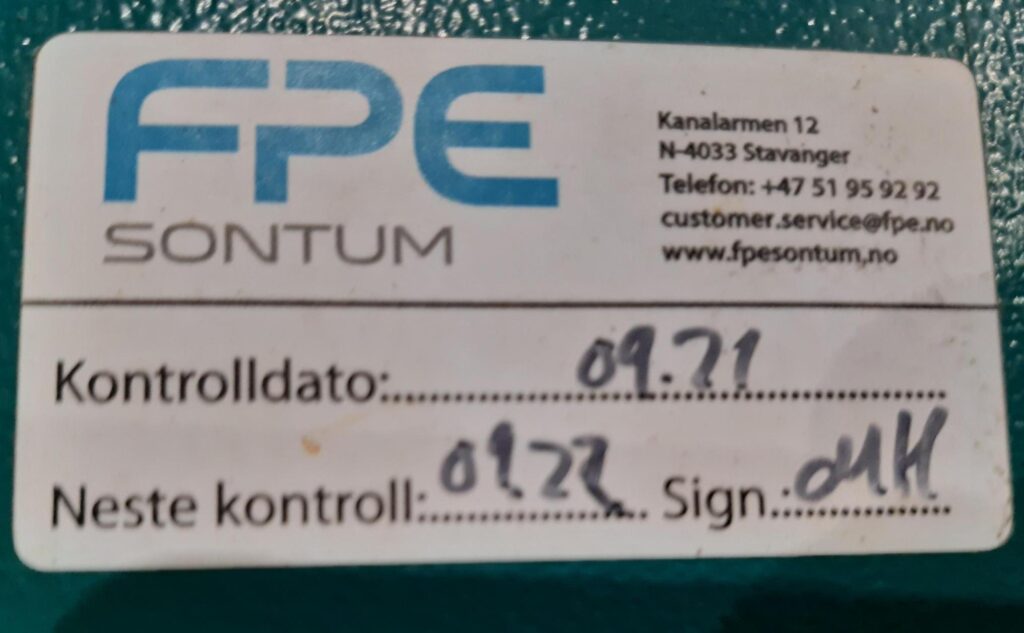 FPE
SONTUM
Kanalarmen 12
N-4033 Stavanger
Telefon: +47 51 95 92 92
customer.service@fpe.no
www.fpesontum.no
Kontrolldato: 09.21
Neste kontroll: 09.22 Sign.: